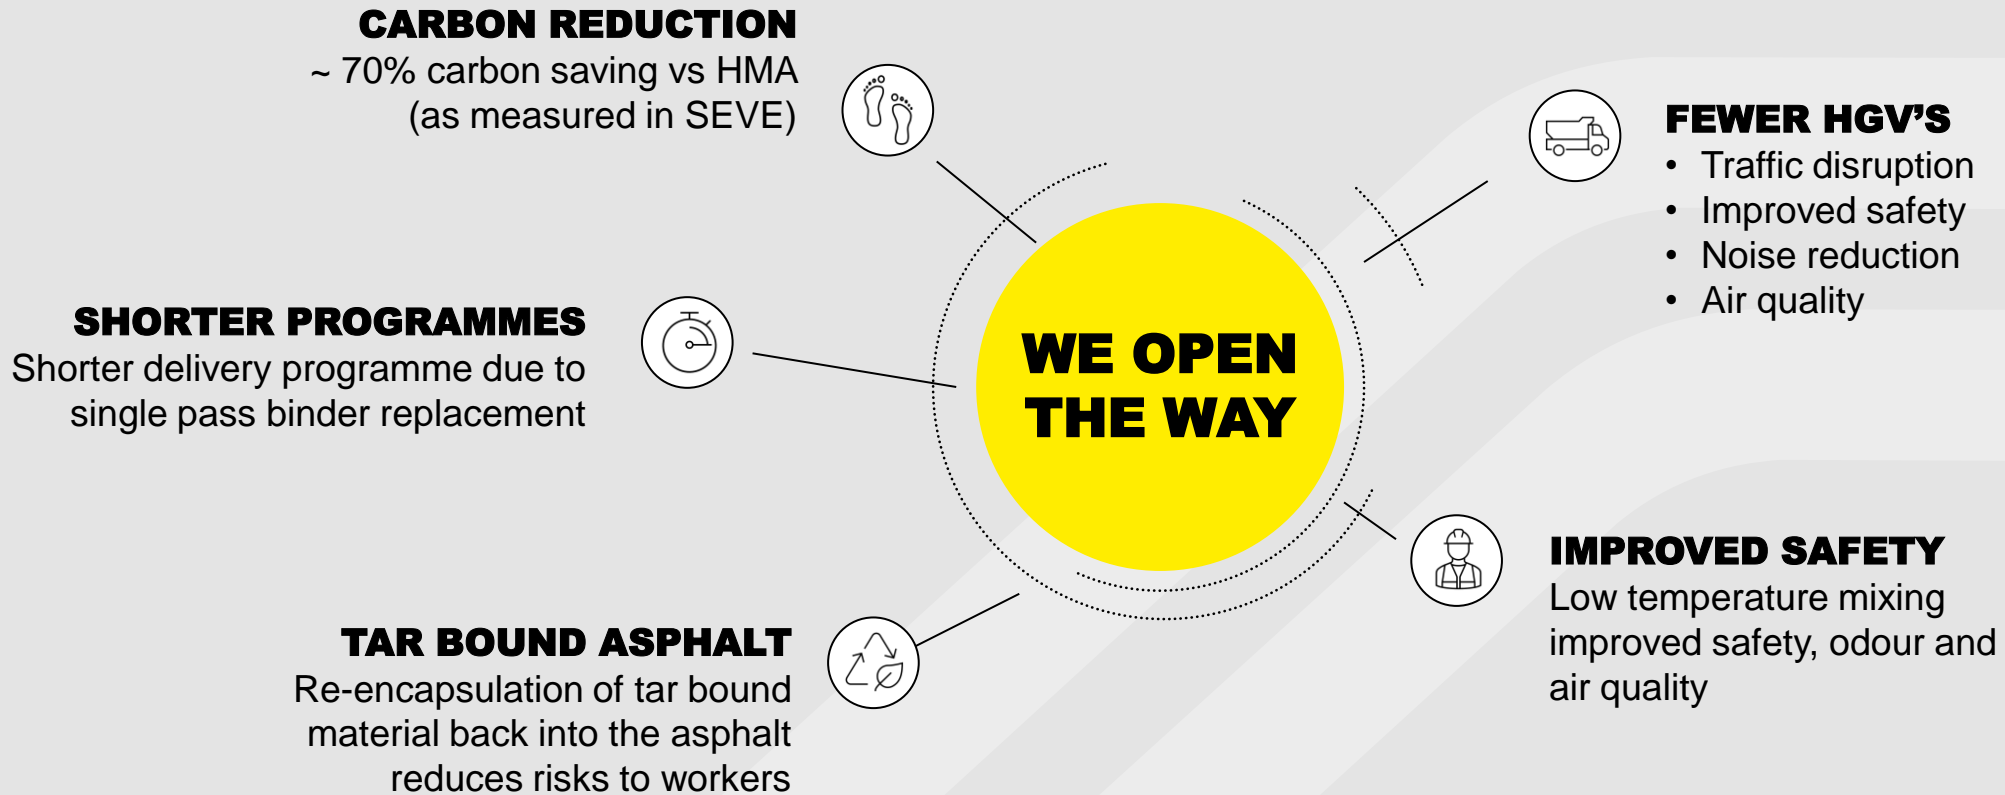 CARBON REDUCTION
~ 70% carbon saving vs HMA
(as measured in SEVE)
SHORTER PROGRAMMES
Shorter delivery programme due to
single pass binder replacement
TAR BOUND ASPHALT
Re-encapsulation of tar bound
material back into the asphalt
reduces risks to workers
WE OPEN
THE WAY
FEWER HGV’S
• Traffic disruption
• Improved safety
• Noise reduction
• Air quality
IMPROVED SAFETY
Low temperature mixing
improved safety, odour and
air quality